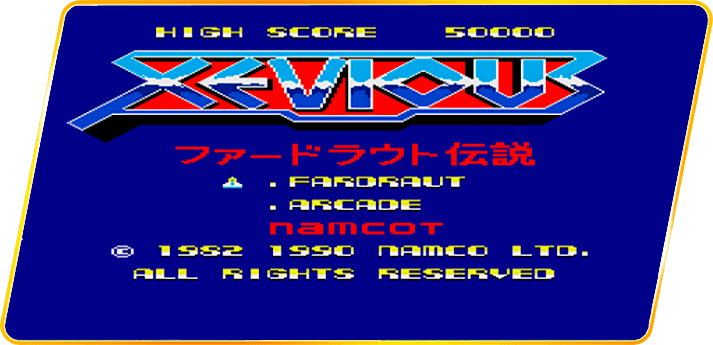 HIGH SCORE 50000
XEVIOUS
ファードラウト伝説
.FARDRAUT
.ARCADE
namcot
© 1982 1990 NAMCO LTD.
ALL RIGHTS RESERVED